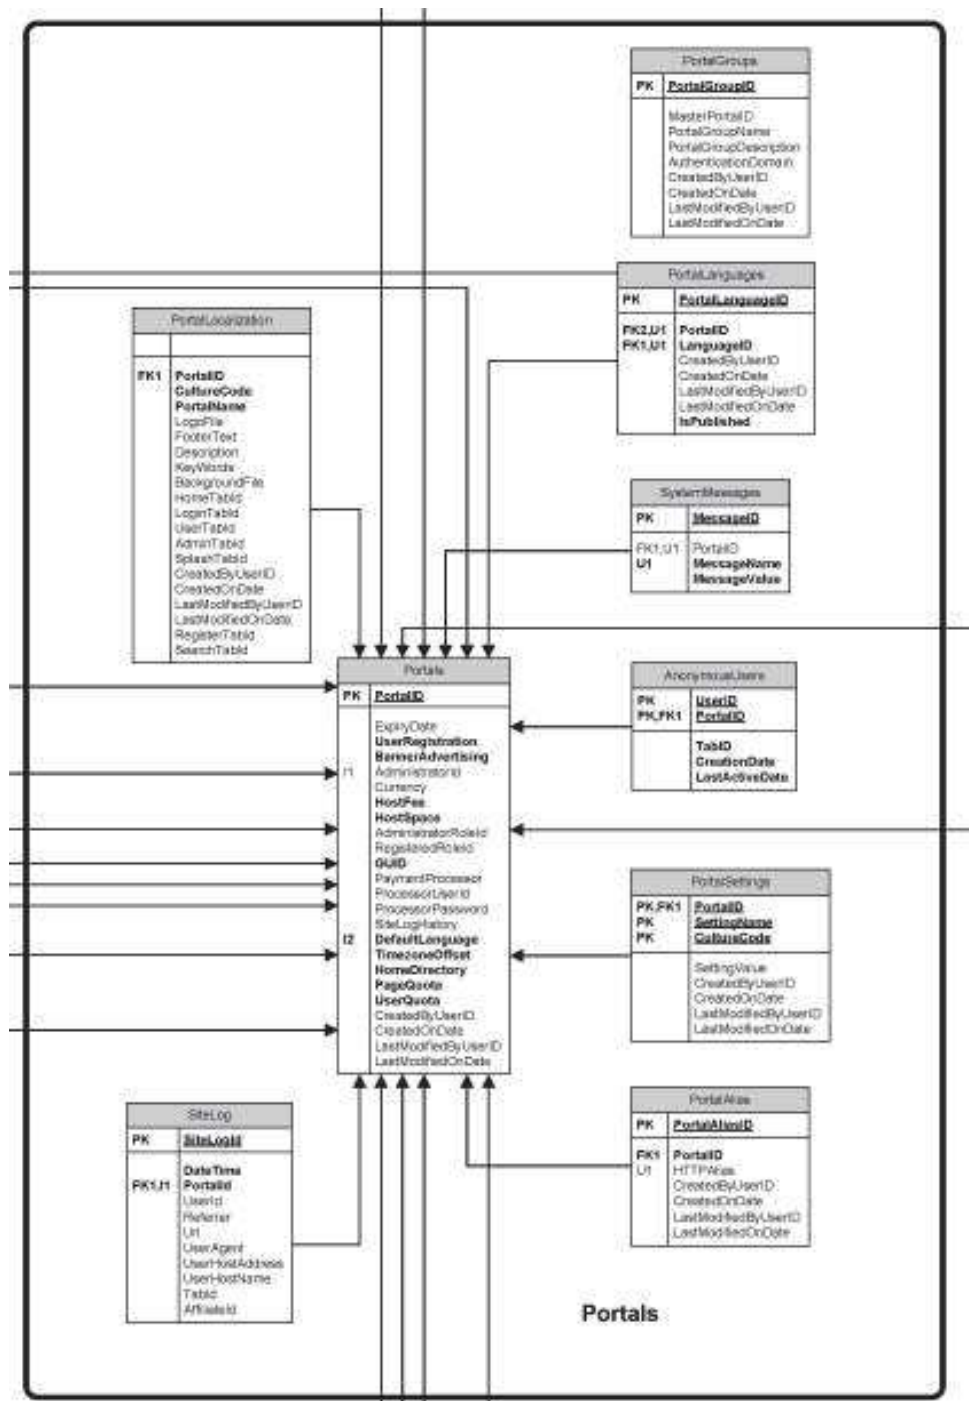 PortalGroups
PK PortalGroupID
MasterPortalID
PortalGroupName
PortalGroupDescription
AuthenticationDomain
CreatedByUserID
CreatedOnDate
LastModifiedByUserID
LastModifiedOnDate
PortalLanguages
PK PortalLanguageID
FK2,U1 PortalID
FK1,U1 LanguageID
CreatedByUserID
CreatedOnDate
LastModifiedByUserID
LastModifiedOnDate
IsPublished
PortalLocalization
FK1 PortalID
CultureCode
PortalName
LogoFile
FooterText
Description
KeyWords
BackgroundFile
HomeTabId
LoginTabId
UserTabId
AdminTabId
SplashTabId
CreatedByUserID
CreatedOnDate
LastModifiedByUserID
LastModifiedOnDate
RegisterTabId
SearchTabId
SystemMessages
PK MessageID
FK1,U1 PortalID
U1 MessageName
MessageValue
Portals
PK PortalID
ExpiryDate
UserRegistration
BannerAdvertising
I1 AdministratorId
Currency
HostFee
HostSpace
AdministratorRoleId
RegisteredRoleId
GUID
PaymentProcessor
ProcessorUserId
ProcessorPassword
SiteLogHistory
I2 DefaultLanguage
TimezoneOffset
HomeDirectory
PageQuota
UserQuota
CreatedByUserID
CreatedOnDate
LastModifiedByUserID
LastModifiedOnDate
AnonymousUsers
PK UserID
PK,FK1 PortalID
TabID
CreationDate
LastActiveDate
PortalSettings
PK,FK1 PortalID
PK SettingName
PK CultureCode
SettingValue
CreatedByUserID
CreatedOnDate
LastModifiedByUserID
LastModifiedOnDate
SiteLog
PK SiteLogId
DateTime
FK1,I1 PortalId
UserId
Referrer
Url
UserAgent
UserHostAddress
UserHostName
TabId
AffiliateId
PortalAlias
PK PortalAliasID
FK1 PortalID
U1 HTTPAlias
CreatedByUserID
CreatedOnDate
LastModifiedByUserID
LastModifiedOnDate
Portals